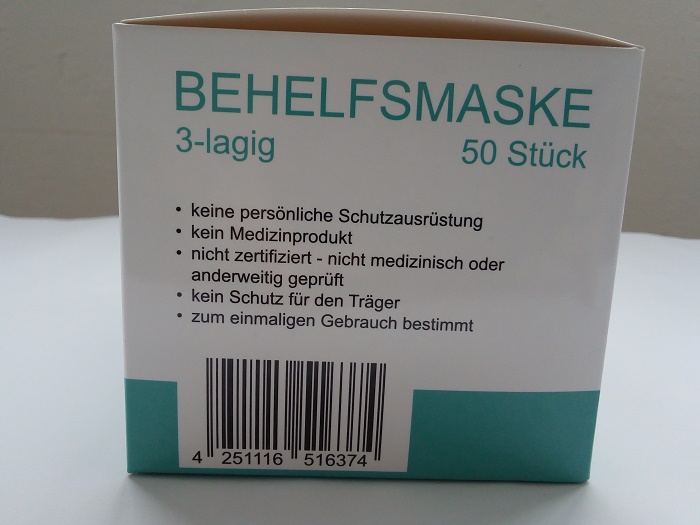 BEHELFSMASKE
3-lagig 50 Stück
• keine persönliche Schutzausrüstung
• kein Medizinprodukt
• nicht zertifiziert - nicht medizinisch oder
anderweitig geprüft
• kein Schutz für den Träger
• zum einmaligen Gebrauch bestimmt
4 251116 516374